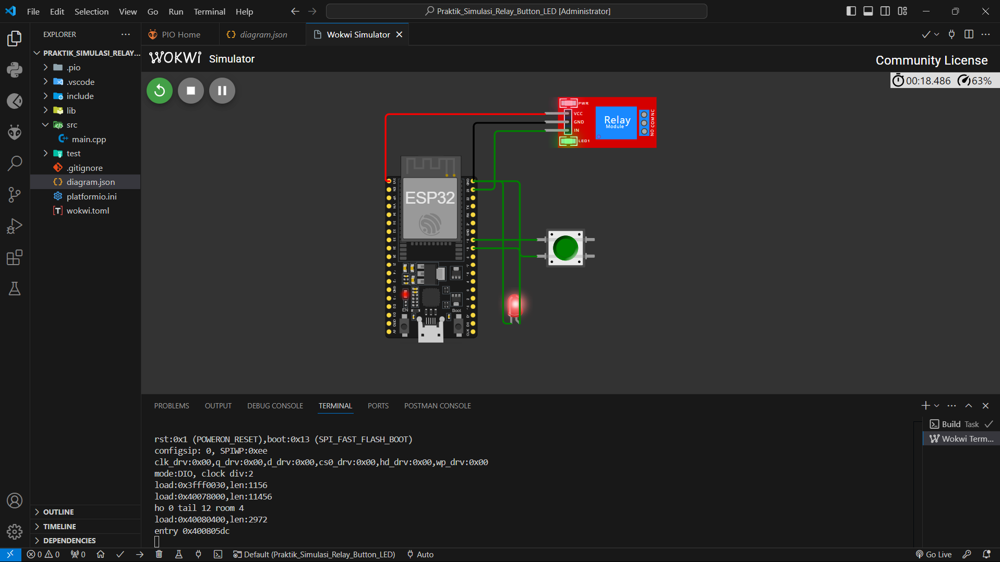 File Edit Selection View Go Run Terminal Help
Praktik_Simulasi_Relay_Button_LED [Administrator]
EXPLORER
PIO Home
diagram.json
Wokwi Simulator
PRAKTIK_SIMULASI_RELAY...
.pio
.vscode
include
lib
src
main.cpp
test
.gitignore
diagram.json
platformio.ini
wokwi.toml
OUTLINE
TIMELINE
DEPENDENCIES
WOKWI Simulator
Community License
00:18.486 63%
PWR
VCC
GND
IN
LED1
Relay
Module
NO COM NC
ESP32
EN
Boot
PROBLEMS OUTPUT DEBUG CONSOLE TERMINAL PORTS POSTMAN CONSOLE
rst:0x1 (POWERON_RESET),boot:0x13 (SPI_FAST_FLASH_BOOT)
configsip: 0, SPIWP:0xee
clk_drv:0x00,q_drv:0x00,d_drv:0x00,cs0_drv:0x00,hd_drv:0x00,wp_drv:0x00
mode:DIO, clock div:2
load:0x3fff0030,len:1156
load:0x40078000,len:11456
ho 0 tail 12 room 4
load:0x40080400,len:2972
entry 0x400805dc
Build Task
Wokwi Term...
0 0 0 Default (Praktik_Simulasi_Relay_Button_LED) Auto Go Live